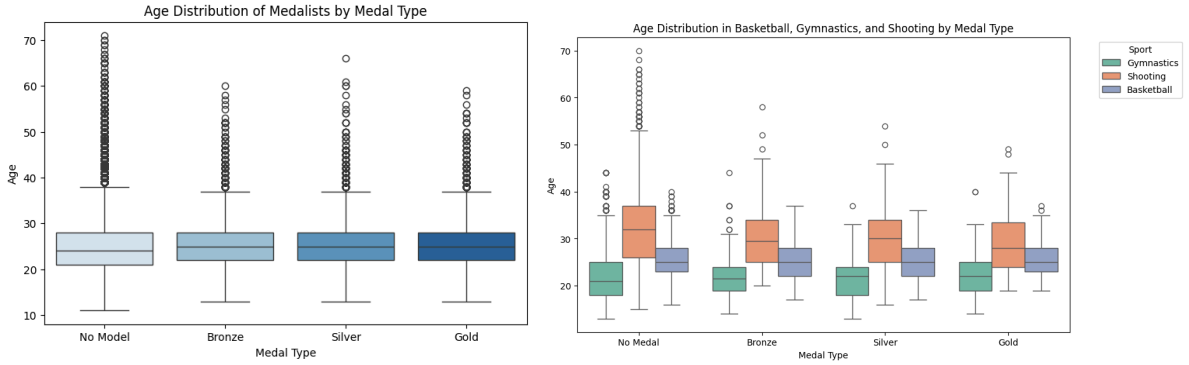 Age Distribution of Medalists by Medal Type
Age
70
60
50
40
30
20
10
No Model
Bronze
Silver
Gold
Medal Type
Age Distribution in Basketball, Gymnastics, and Shooting by Medal Type
Age
70
60
50
40
30
20
No Medal
Bronze
Silver
Gold
Medal Type
Sport
Gymnastics
Shooting
Basketball